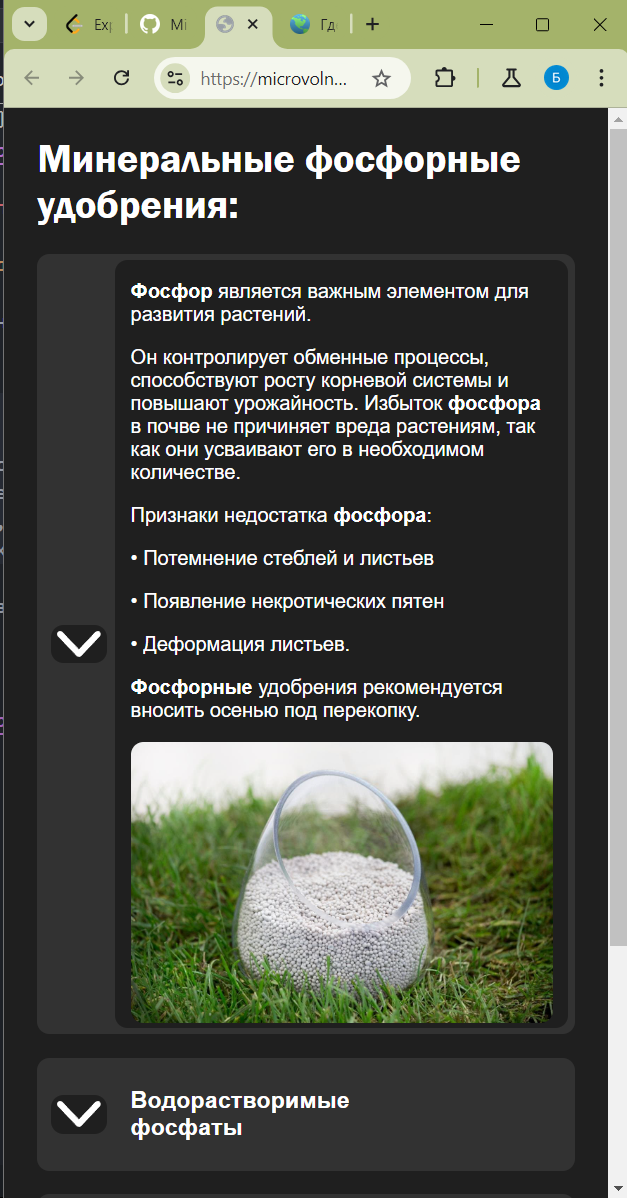 Ex
Mi
Гд
https://microvoln...
Б
Минеральные фосфорные
удобрения:
Фосфор является важным элементом для
развития растений.
Он контролирует обменные процессы,
способствуют росту корневой системы и
повышают урожайность. Избыток фосфора
в почве не причиняет вреда растениям, так
как они усваивают его в необходимом
количестве.
Признаки недостатка фосфора:
• Потемнение стеблей и листьев
• Появление некротических пятен
• Деформация листьев.
Фосфорные удобрения рекомендуется
вносить осенью под перекопку.
Водорастворимые
фосфаты